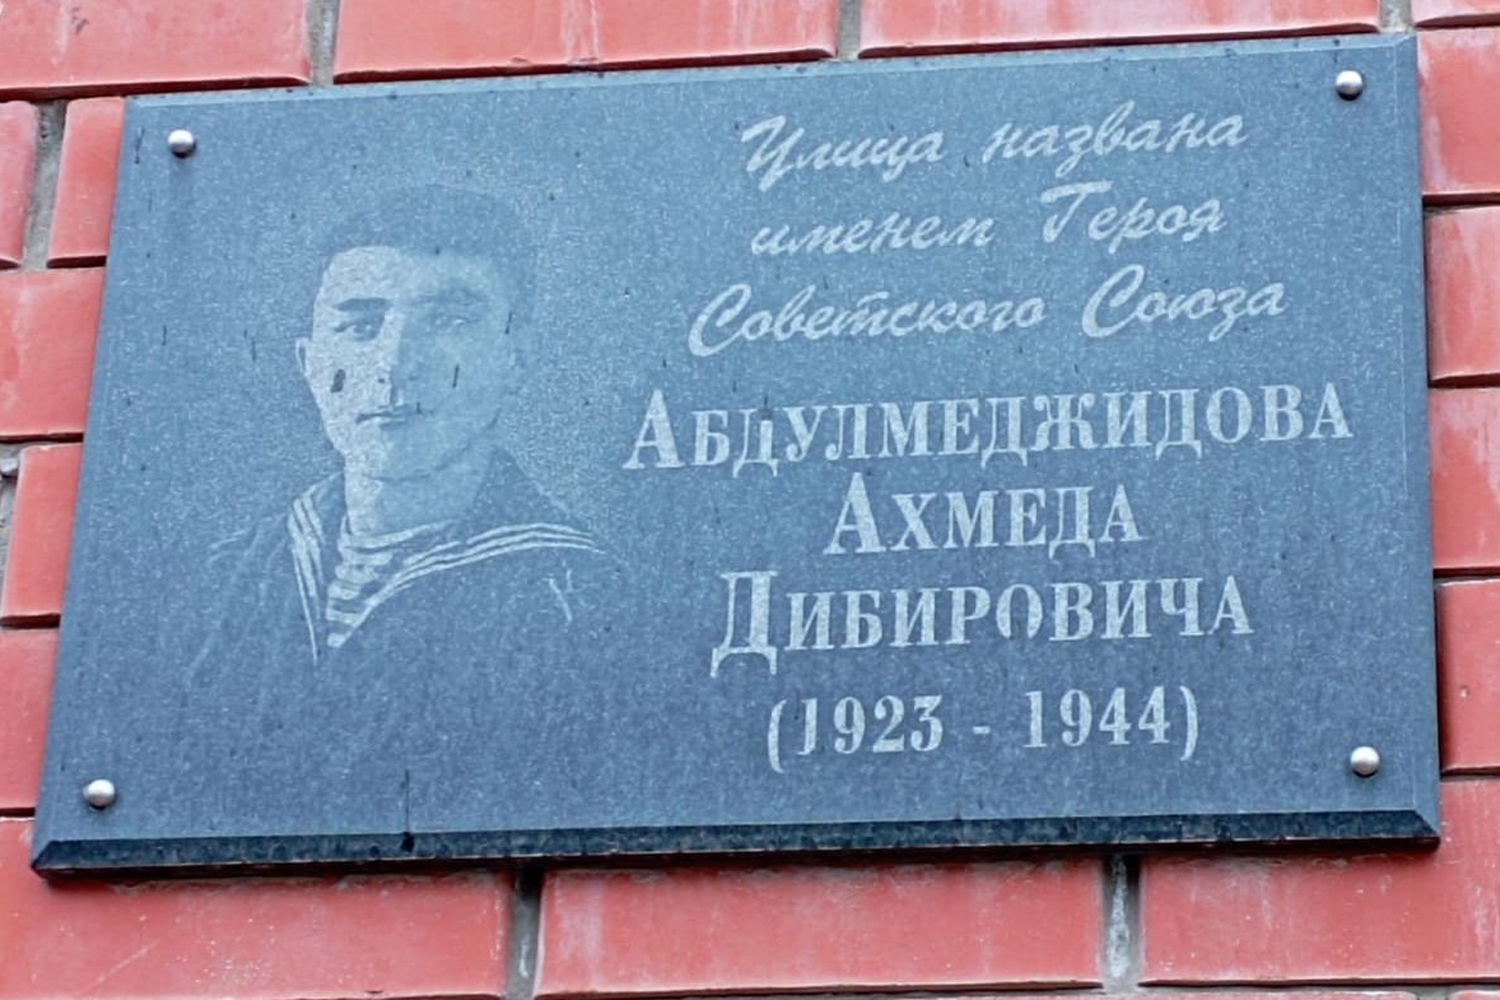 Улица названа
именем Героя
Советского Союза
АБДУЛМЕДЖИДОВА
АХМЕДА
ДИБИРОВИЧА
(1923 - 1944)